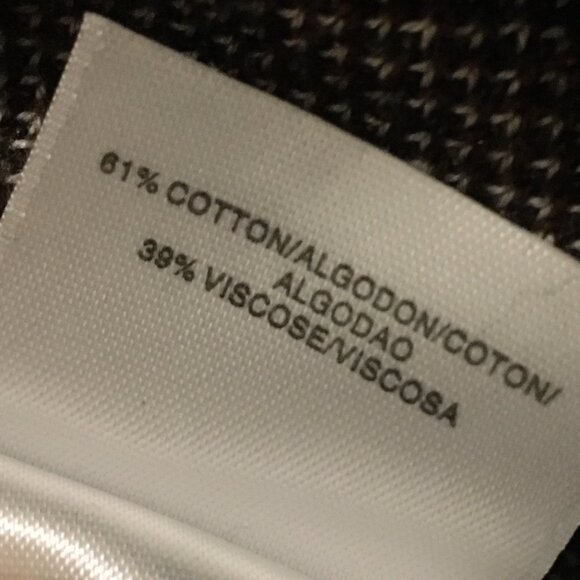 61% COTTON/ALGODON/COTON/
ALGODAO
39% VISCOSE/VISCOSA